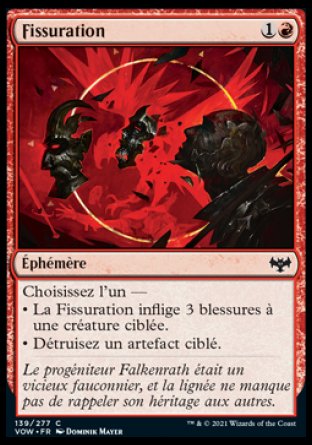 Fissuration 1
Éphémère
Choisissez l'un —
• La Fissuration inflige 3 blessures à
une créature ciblée.
• Détruisez un artefact ciblé.
Le progéniteur Falkenrath était un
vicieux fauconnier, et la lignée ne manque
pas de rappeler son héritage aux autres.
139/277 C
VOW • FR DOMINIK MAYER
™ & © 2021 Wizards of the Coast